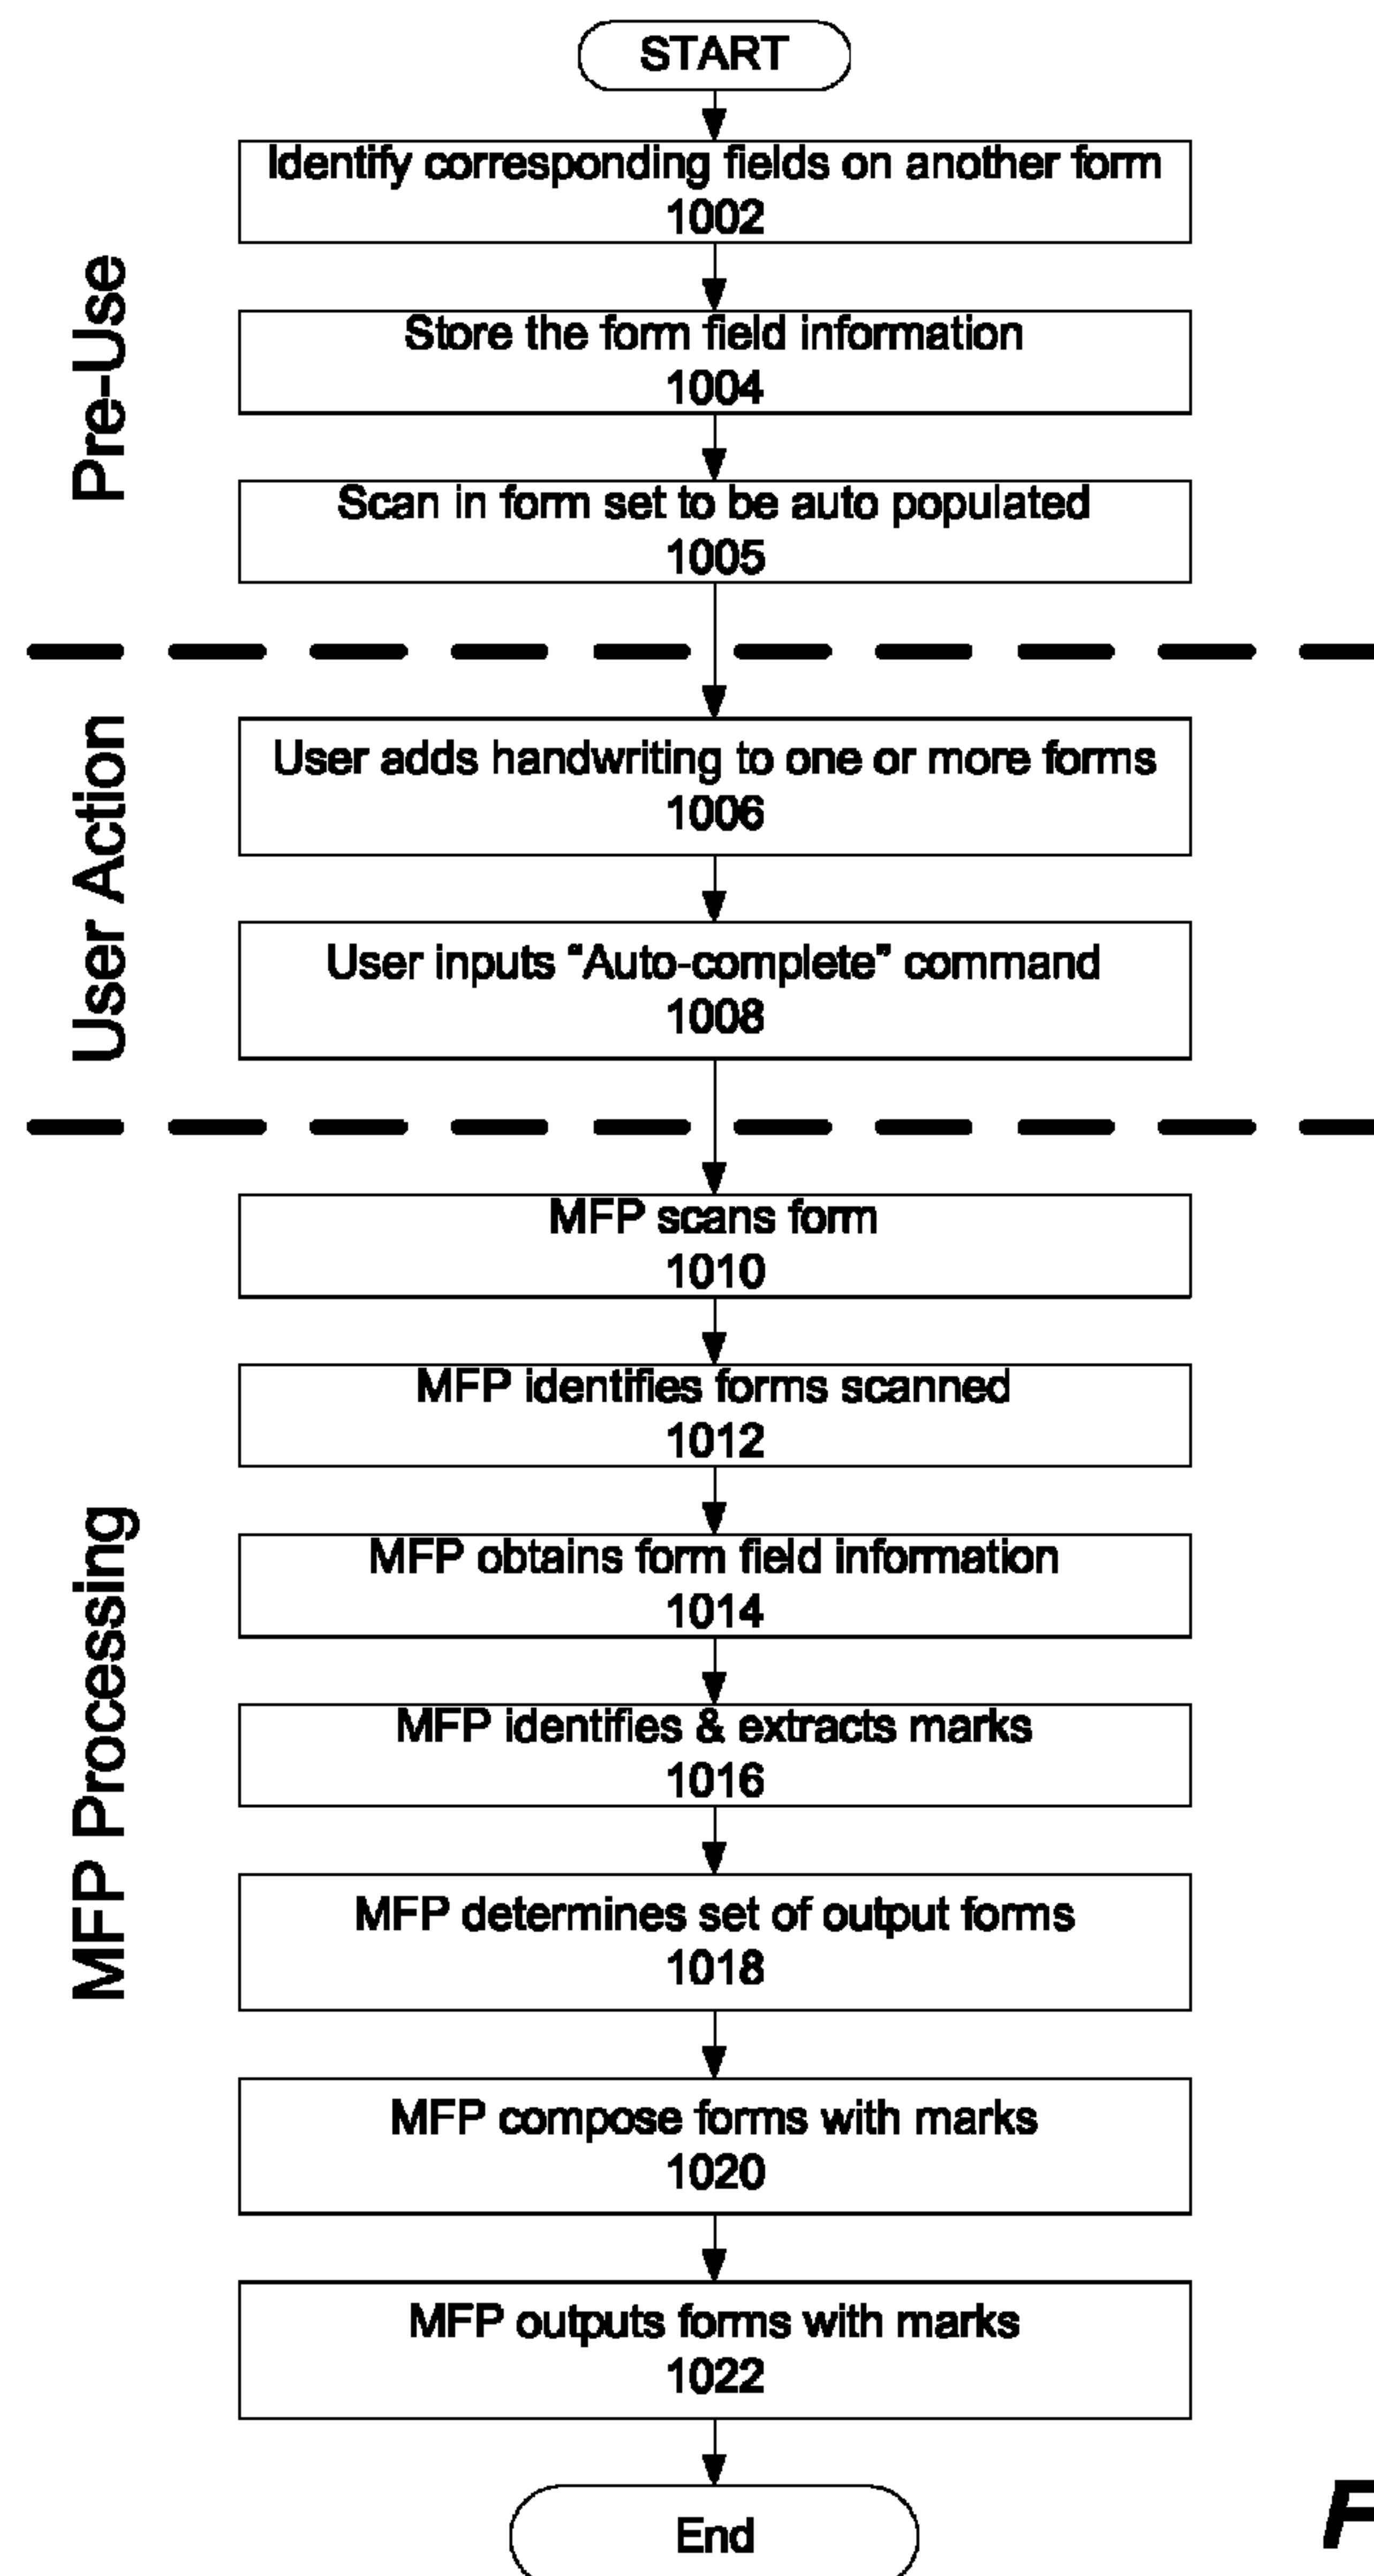 START
Identify corresponding fields on another form
1002
Store the form field information
1004
Scan in form set to be auto populated
1005
Pre-Use
User adds handwriting to one or more forms
1006
User inputs “Auto-complete” command
1008
User Action
MFP scans form
1010
MFP identifies forms scanned
1012
MFP obtains form field information
1014
MFP identifies & extracts marks
1016
MFP determines set of output forms
1018
MFP compose forms with marks
1020
MFP outputs forms with marks
1022
MFP Processing
End
F